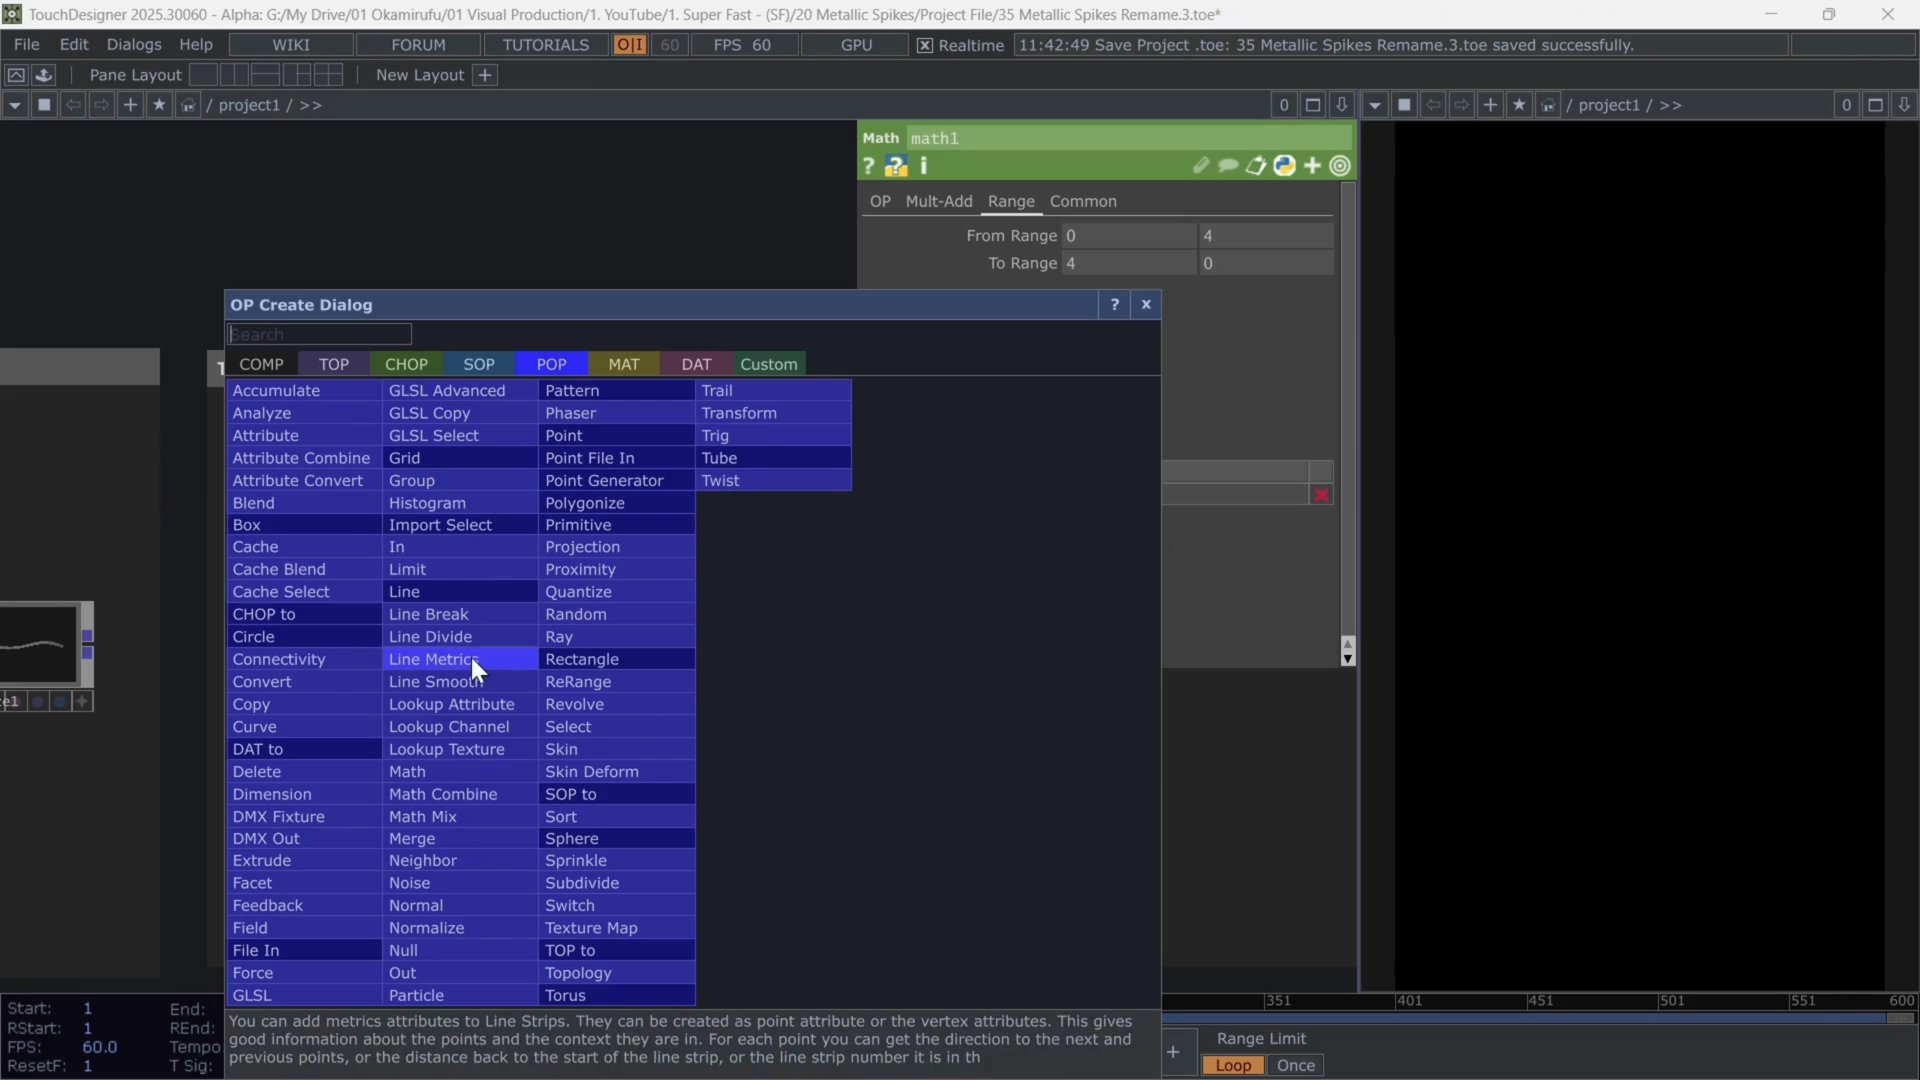 TouchDesigner 2025.30060 - Alpha: G:/My Drive/01 Okamirufu/01 Visual Production/1. YouTube/1. Super Fast - (SF)/20 Metallic Spikes/Project File/35 Metallic Spikes Remame.3.toe*
File Edit Dialogs Help WIKI FORUM TUTORIALS O|I 60 FPS 60 GPU Realtime 11:42:49 Save Project .toe: 35 Metallic Spikes Remame.3.toe saved successfully.
Pane Layout New Layout +
/ project1 / >> 0 / project1 / >> 0
Math math1
OP Mult-Add Range Common
From Range 0 4
To Range 4 0
OP Create Dialog ? x
Search
COMP TOP CHOP SOP POP MAT DAT Custom
Accumulate GLSL Advanced Pattern Trail
Analyze GLSL Copy Phaser Transform
Attribute GLSL Select Point Trig
Attribute Combine Grid Point File In Tube
Attribute Convert Group Point Generator Twist
Blend Histogram Polygonize
Box Import Select Primitive
Cache In Projection
Cache Blend Limit Proximity
Cache Select Line Quantize
CHOP to Line Break Random
Circle Line Divide Ray
Connectivity Line Metrics Rectangle
Convert Line Smooth ReRange
Copy Lookup Attribute Revolve
Curve Lookup Channel Select
DAT to Lookup Texture Skin
Delete Math Skin Deform
Dimension Math Combine SOP to
DMX Fixture Math Mix Sort
DMX Out Merge Sphere
Extrude Neighbor Sprinkle
Facet Noise Subdivide
Feedback Normal Switch
Field Normalize Texture Map
File In Null TOP to
Force Out Topology
GLSL Particle Torus
You can add metrics attributes to Line Strips. They can be created as point attribute or the vertex attributes. This gives
good information about the points and the context they are in. For each point you can get the direction to the next and
previous points, or the distance back to the start of the line strip, or the line strip number it is in th
Start: 1 End:
RStart: 1 REnd:
FPS: 60.0 Tempo
ResetF: 1 T Sig:
351 401 451 501 551 600
Range Limit
Loop Once